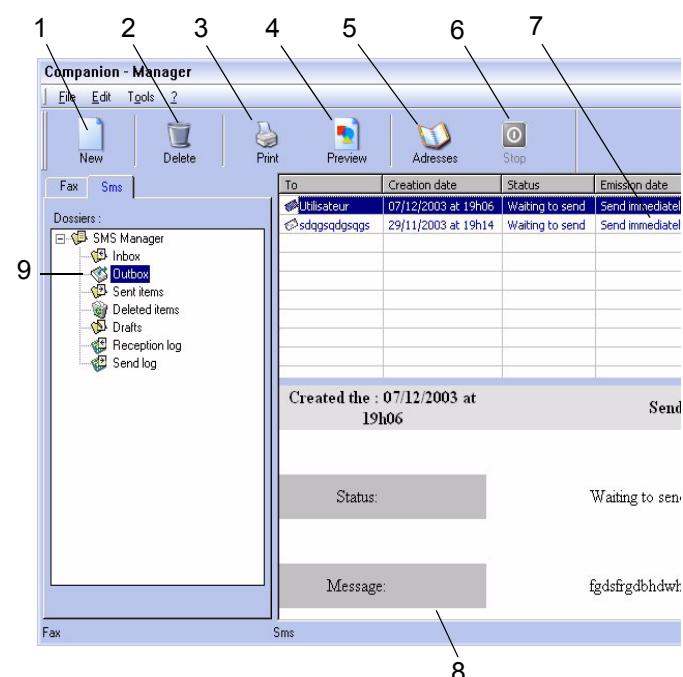 1 2 3 4 5 6 7
Companion - Manager
File Edit Tools ?
New Delete Print Preview Adresses Stop
Fax Sms
To Creation date Status Emission date
Utilisateur 07/12/2003 at 19h06 Waiting to send Send immediatel
sdqgsqdgsqgs 29/11/2003 at 19h14 Waiting to send Send immediatel
Dossiers :
SMS Manager
Inbox
9
Outbox
Sent items
Deleted items
Drafts
Reception log
Send log
Created the : 07/12/2003 at
19h06
Send
Status: Waiting to send
Message: fgdsfrgdbhdwh
Fax Sms
8